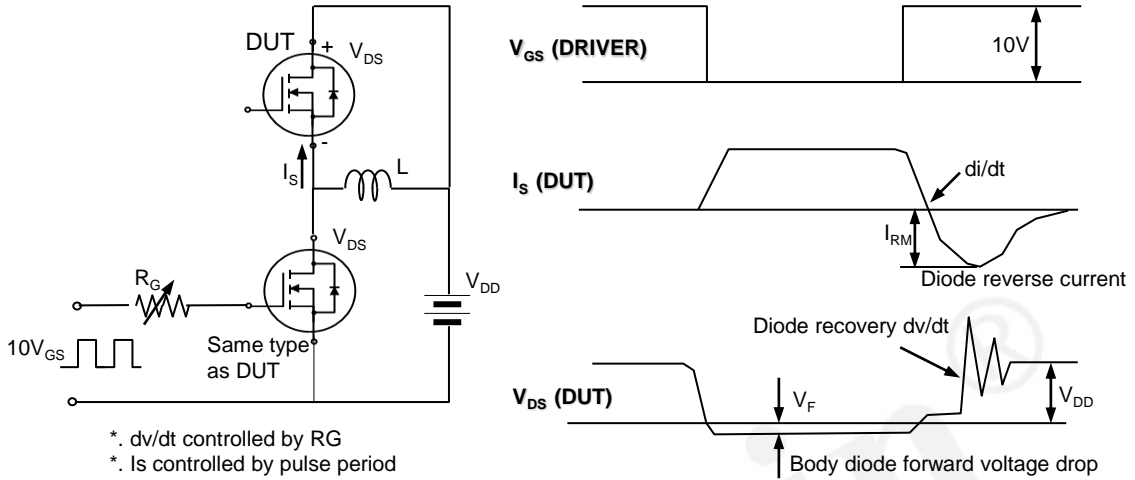 DUT
+
V_DS
-
I_S
L
V_DS
R_G
V_DD
10V_GS
Same type
as DUT
*. dv/dt controlled by RG
*. Is controlled by pulse period
V_GS (DRIVER)
10V
I_S (DUT)
di/dt
I_RM
Diode reverse current
Diode recovery dv/dt
V_DS (DUT)
V_F
V_DD
Body diode forward voltage drop